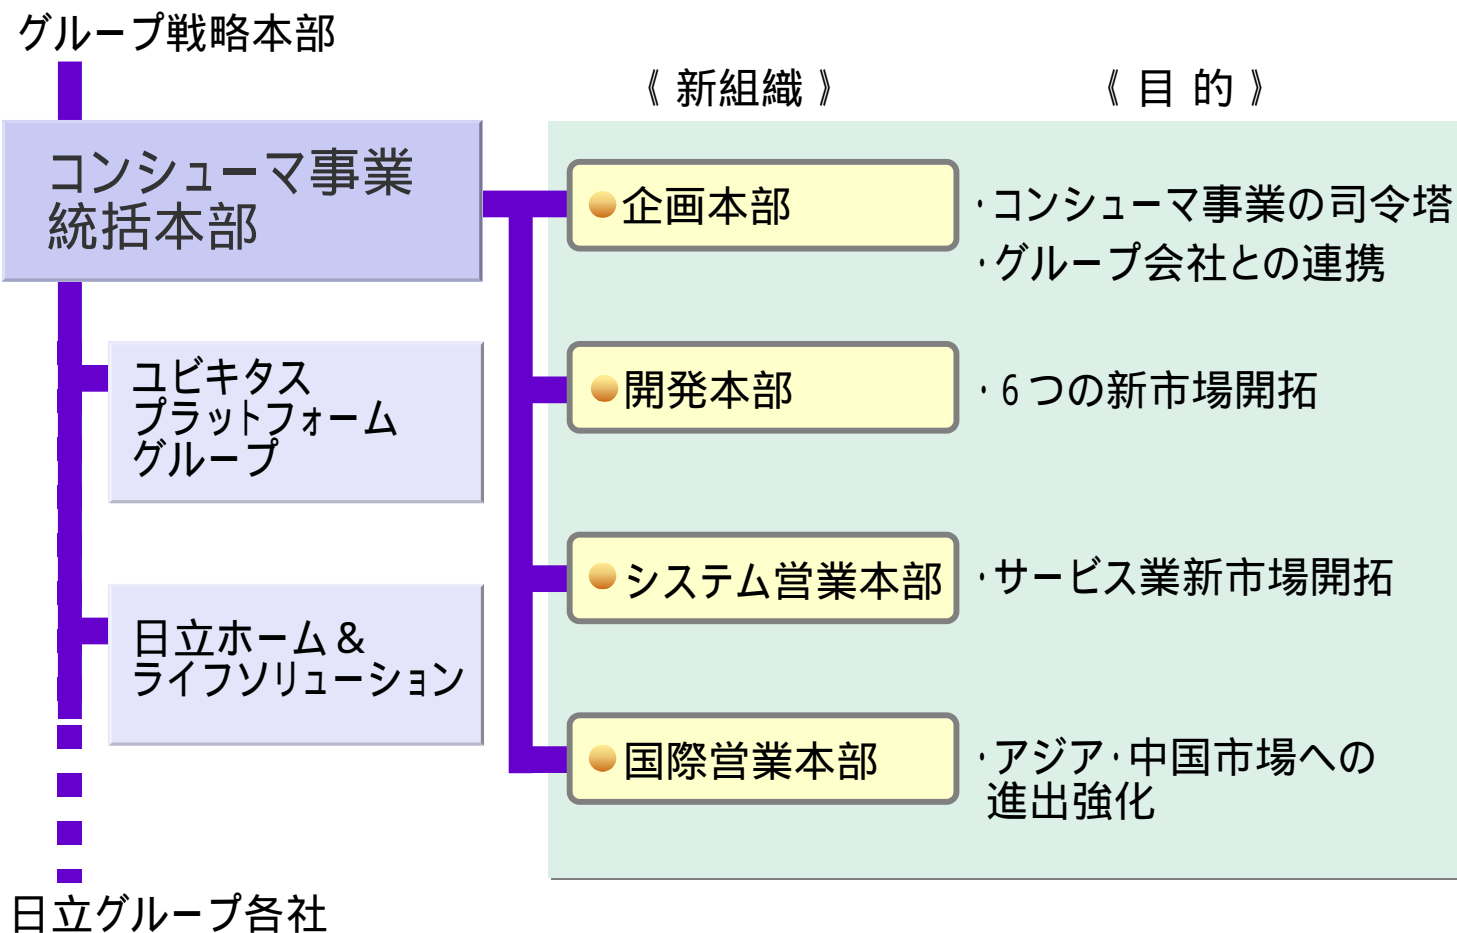 グループ戦略本部
《 新組織 》
《 目 的 》
コンシューマ事業
統括本部
企画本部
・コンシューマ事業の司令塔
・グループ会社との連携
ユビキタス
プラットフォーム
グループ
開発本部
・6つの新市場開拓
システム営業本部
・サービス業新市場開拓
日立ホーム&
ライフソリューション
国際営業本部
・アジア・中国市場への
進出強化
日立グループ各社